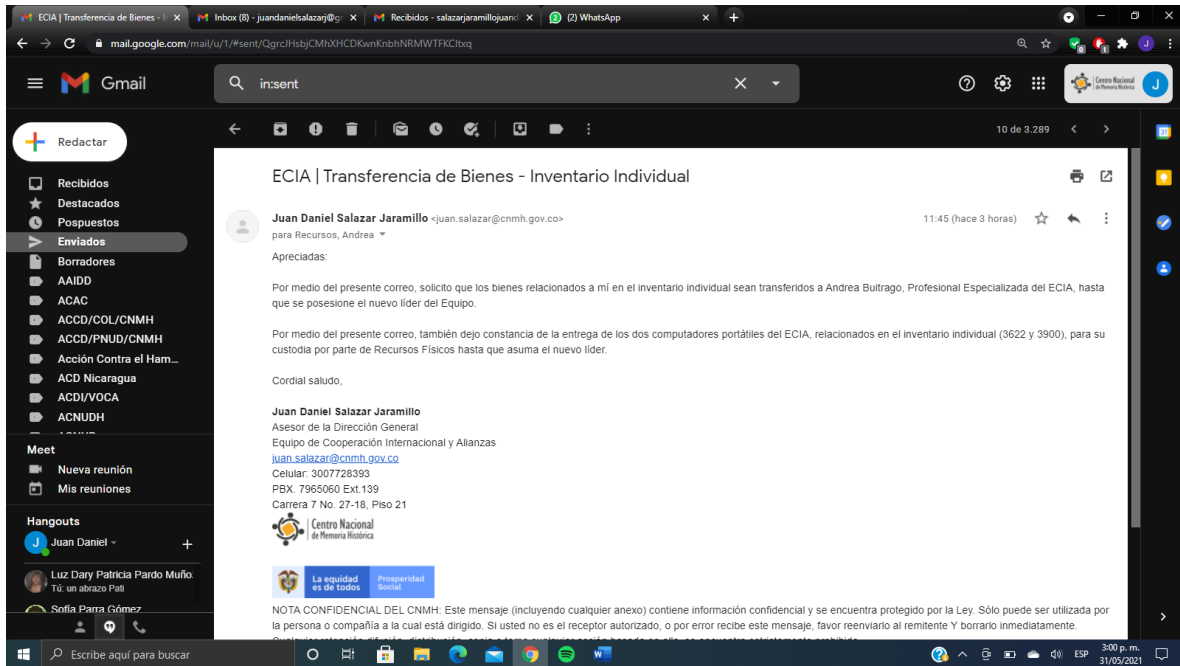 ECIA | Transferencia de Bienes - I
Inbox (8) - juandanielsalazarj@g
Recibidos - salazarjaramillojuand
(2) WhatsApp
mail.google.com/mail/u/1/#sent/QgrcJHsbjCMhXHCDKwnKnbhNRMWTFKCltxq
Gmail
in:sent
Centro Nacional
de Memoria Histórica
J
Redactar
10 de 3.289
Recibidos
Destacados
Pospuestos
Enviados
Borradores
AAIDD
ACAC
ACCD/COL/CNMH
ACCD/PNUD/CNMH
Acción Contra el Ham...
ACD Nicaragua
ACDI/VOCA
ACNUDH
Meet
Nueva reunión
Mis reuniones
Hangouts
J
Juan Daniel
Luz Dary Patricia Pardo Muño
Tú: un abrazo Pati
Sofía Parra Gómez
ECIA | Transferencia de Bienes - Inventario Individual
Juan Daniel Salazar Jaramillo <juan.salazar@cnmh.gov.co>
11:45 (hace 3 horas)
para Recursos, Andrea
Apreciadas:
Por medio del presente correo, solicito que los bienes relacionados a mí en el inventario individual sean transferidos a Andrea Buitrago, Profesional Especializada del ECIA, hasta
que se posesione el nuevo líder del Equipo.
Por medio del presente correo, también dejo constancia de la entrega de los dos computadores portátiles del ECIA, relacionados en el inventario individual (3622 y 3900), para su
custodia por parte de Recursos Físicos hasta que asuma el nuevo líder.
Cordial saludo,
Juan Daniel Salazar Jaramillo
Asesor de la Dirección General
Equipo de Cooperación Internacional y Alianzas
juan.salazar@cnmh.gov.co
Celular: 3007728393
PBX. 7965060 Ext.139
Carrera 7 No. 27-18, Piso 21
Centro Nacional
de Memoria Histórica
La equidad
es de todos
Prosperidad
Social
NOTA CONFIDENCIAL DEL CNMH: Este mensaje (incluyendo cualquier anexo) contiene información confidencial y se encuentra protegido por la Ley. Sólo puede ser utilizada por
la persona o compañía a la cual está dirigido. Si usted no es el receptor autorizado, o por error recibe este mensaje, favor reenviarlo al remitente Y borrarlo inmediatamente.
Escribe aquí para buscar
ESP
3:00 p. m.
31/05/2021